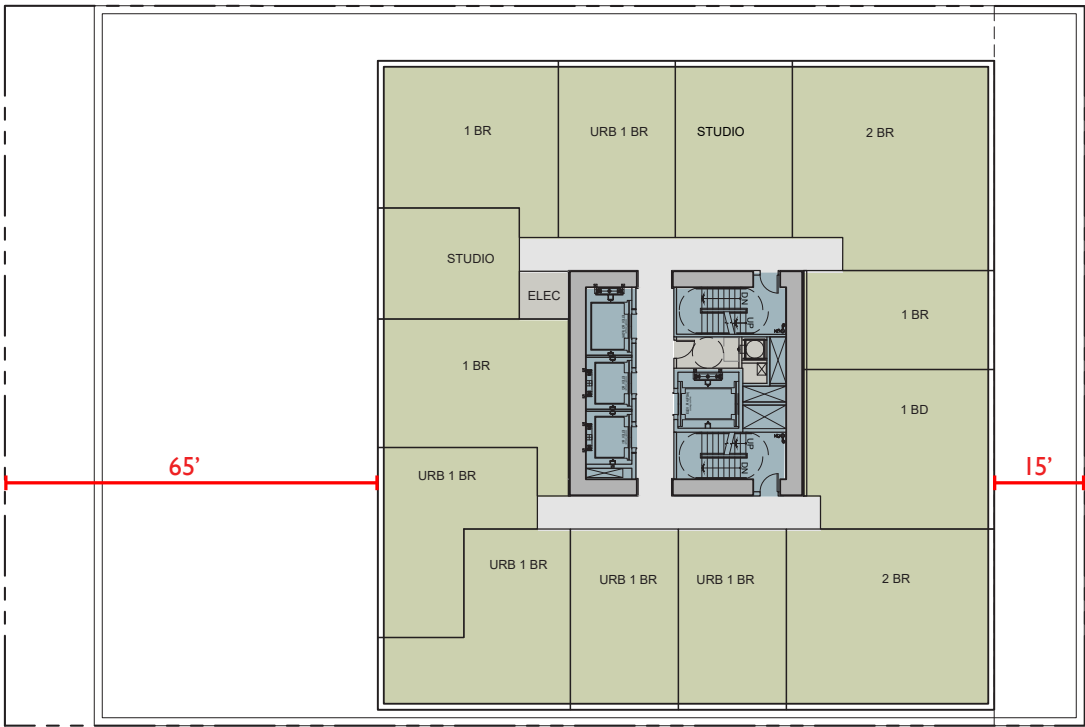 1 BR
URB 1 BR
STUDIO
2 BR
STUDIO
ELEC
DN
UP
1 BR
1 BR
1 BD
65'
URB 1 BR
UP
DN
15'
URB 1 BR
URB 1 BR
URB 1 BR
2 BR